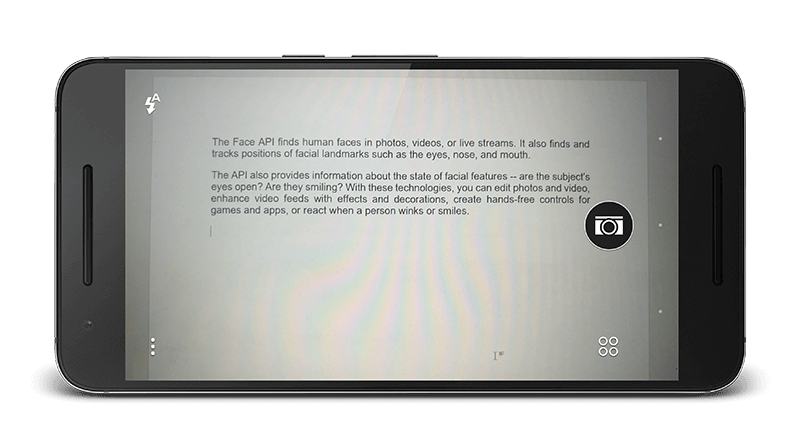 The Face API finds human faces in photos, videos, or live streams. It also finds and
tracks positions of facial landmarks such as the eyes, nose, and mouth.
The API also provides information about the state of facial features -- are the subject's
eyes open? Are they smiling? With these technologies, you can edit photos and video,
enhance video feeds with effects and decorations, create hands-free controls for
games and apps, or react when a person winks or smiles.
A